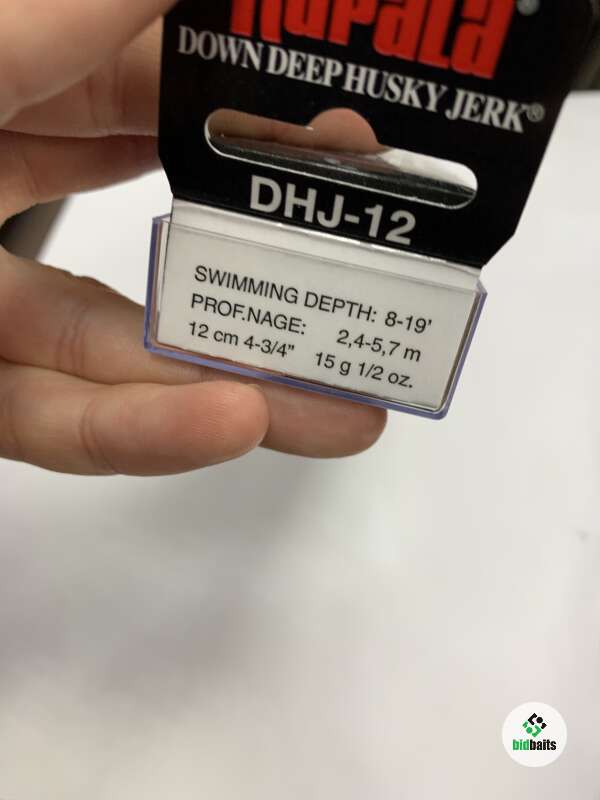 Rapala®
DOWN DEEP HUSKY JERK®
DHJ-12
SWIMMING DEPTH: 8-19'
PROF.NAGE: 2,4-5,7 m
12 cm 4-3/4" 15 g 1/2 oz.
bidbaits